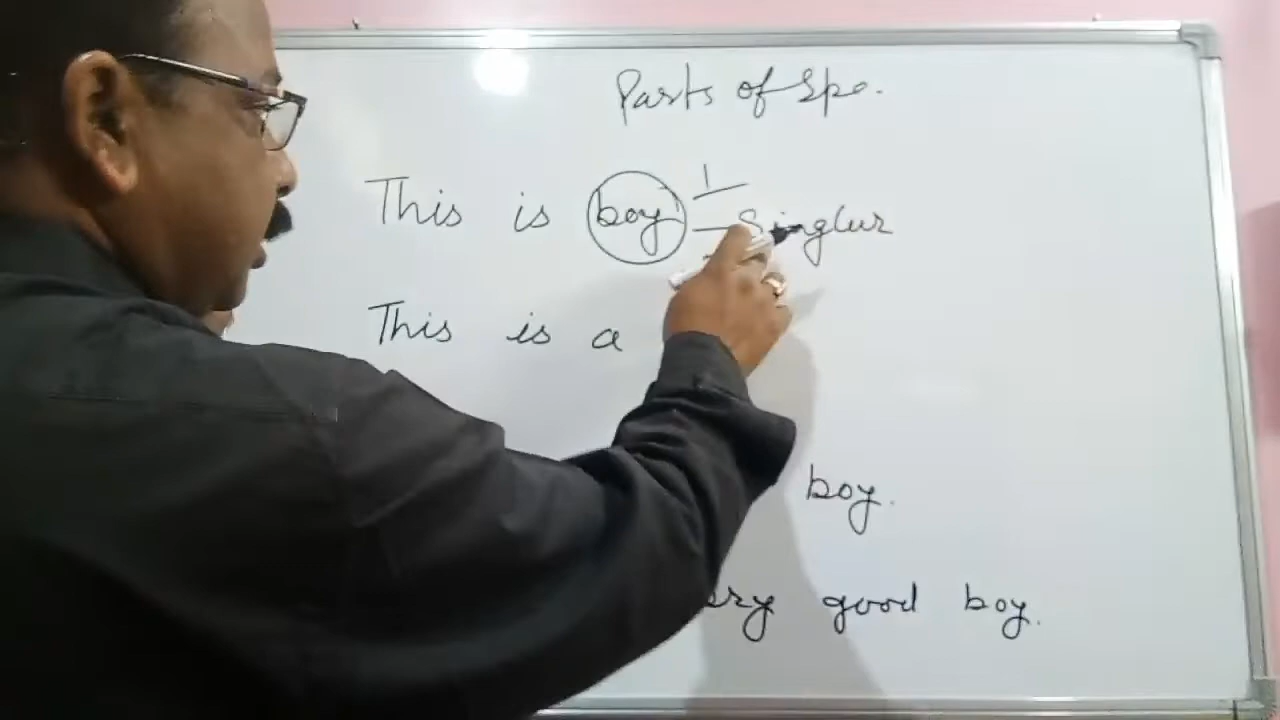 Parts of Spe.
This is boy 1 Singlur
This is a
boy.
good boy.